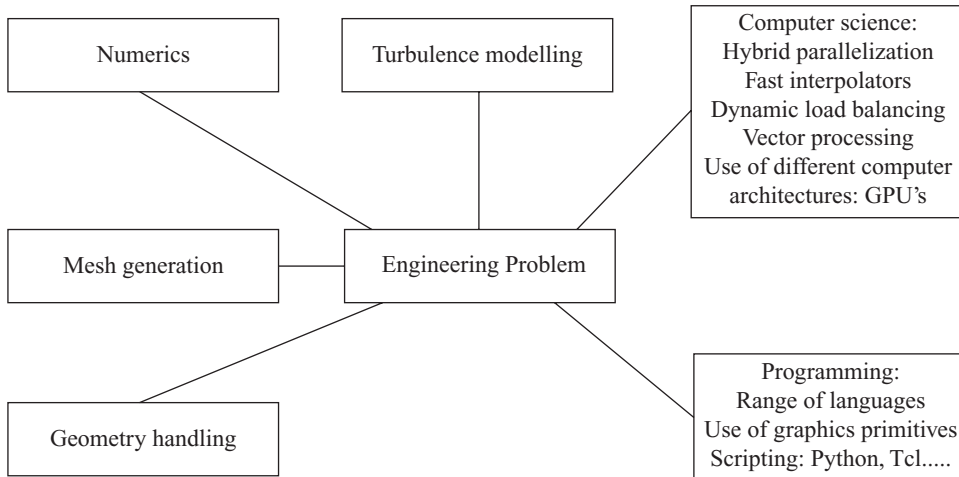 Numerics
Turbulence modelling
Computer science:
Hybrid parallelization
Fast interpolators
Dynamic load balancing
Vector processing
Use of different computer
architectures: GPU’s
Mesh generation
Engineering Problem
Geometry handling
Programming:
Range of languages
Use of graphics primitives
Scripting: Python, Tcl.....